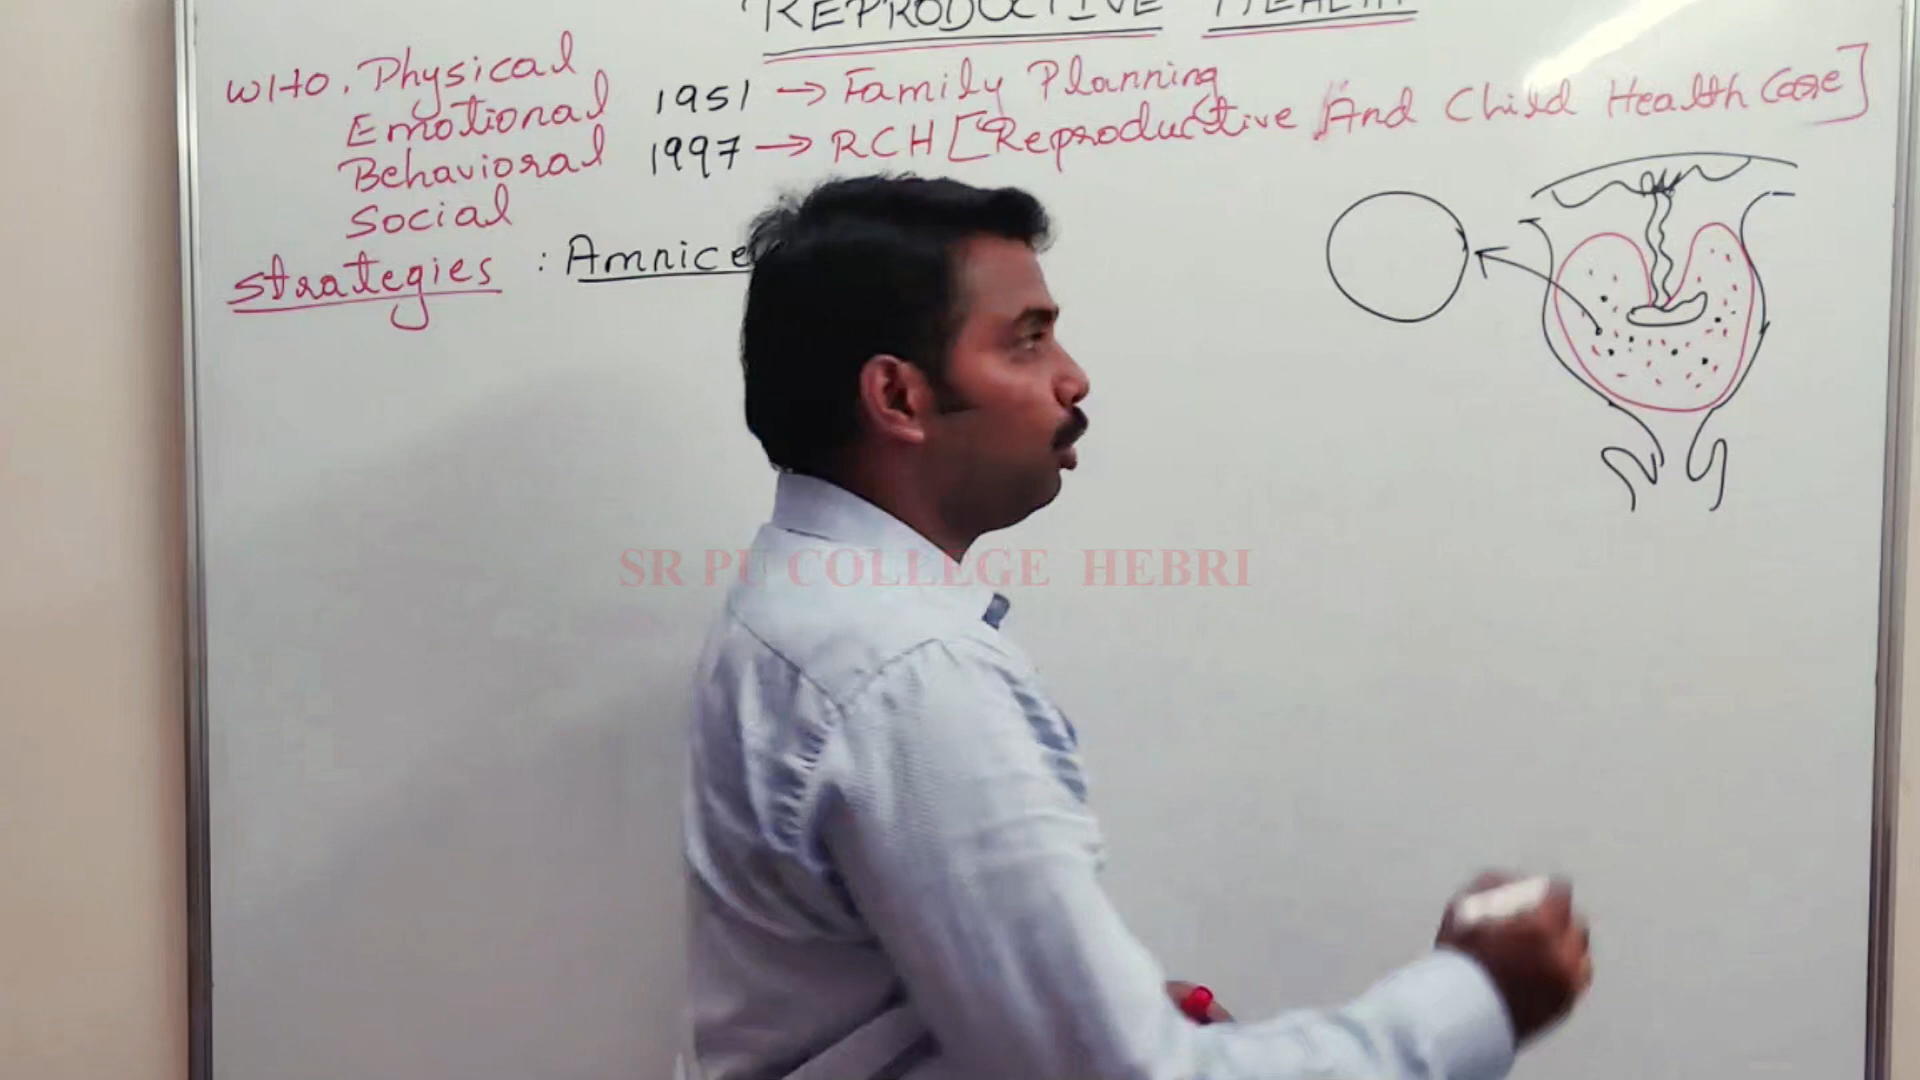 REPRODUCTIVE HEALTH
WHO. Physical
Emotional
Behavioral
Social
1951 → Family Planning
1997 → RCH [Reproductive And Child Health Care]
Strategies : Amnioce
SR PU COLLEGE HEBRI